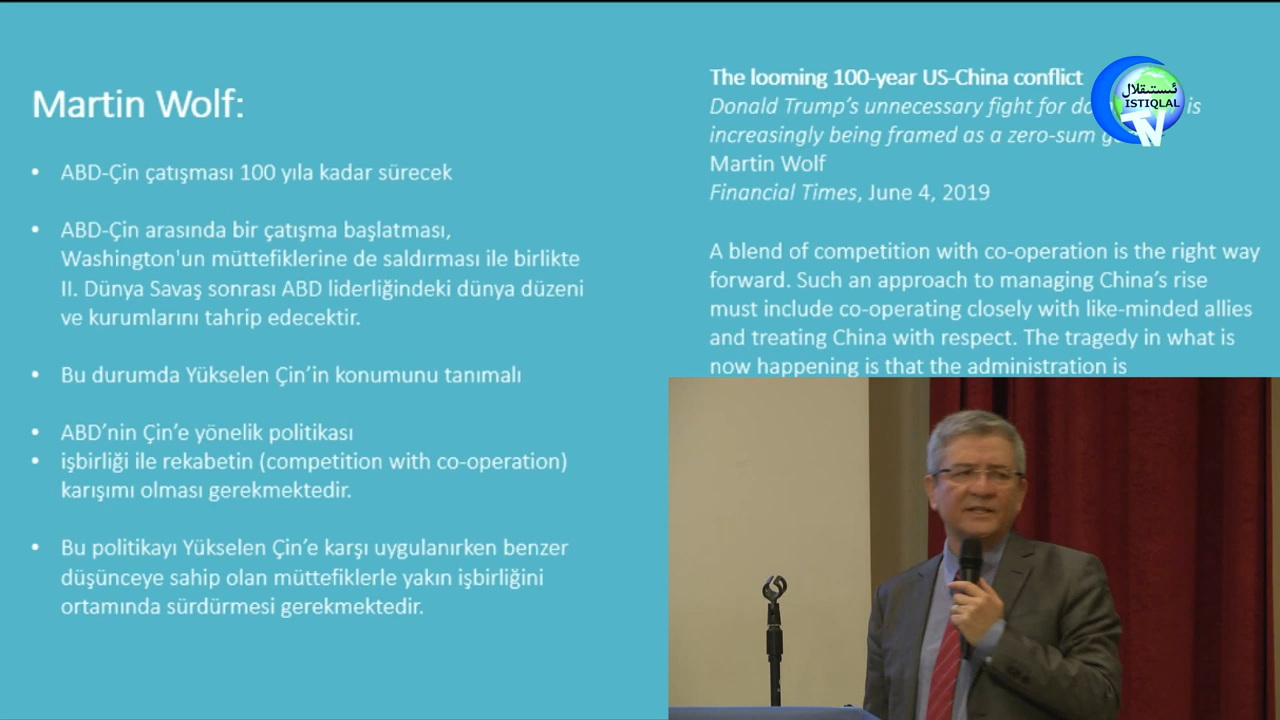 Martin Wolf:
• ABD-Çin çatışması 100 yıla kadar sürecek
• ABD-Çin arasında bir çatışma başlatması,
Washington'un müttefiklerine de saldırması ile birlikte
II. Dünya Savaş sonrası ABD liderliğindeki dünya düzeni
ve kurumlarını tahrip edecektir.
• Bu durumda Yükselen Çin’in konumunu tanımalı
• ABD’nin Çin’e yönelik politikası
• işbirliği ile rekabetin (competition with co-operation)
karışımı olması gerekmektedir.
• Bu politikayı Yükselen Çin’e karşı uygulanırken benzer
düşünceye sahip olan müttefiklerle yakın işbirliğini
ortamında sürdürmesi gerekmektedir.
The looming 100-year US-China conflict
Donald Trump’s unnecessary fight for is
increasingly being framed as a zero-sum
Martin Wolf
Financial Times, June 4, 2019
A blend of competition with co-operation is the right way
forward. Such an approach to managing China’s rise
must include co-operating closely with like-minded allies
and treating China with respect. The tragedy in what is
now happening is that the administration is
ئىستىقلال
ISTIQLAL
TV